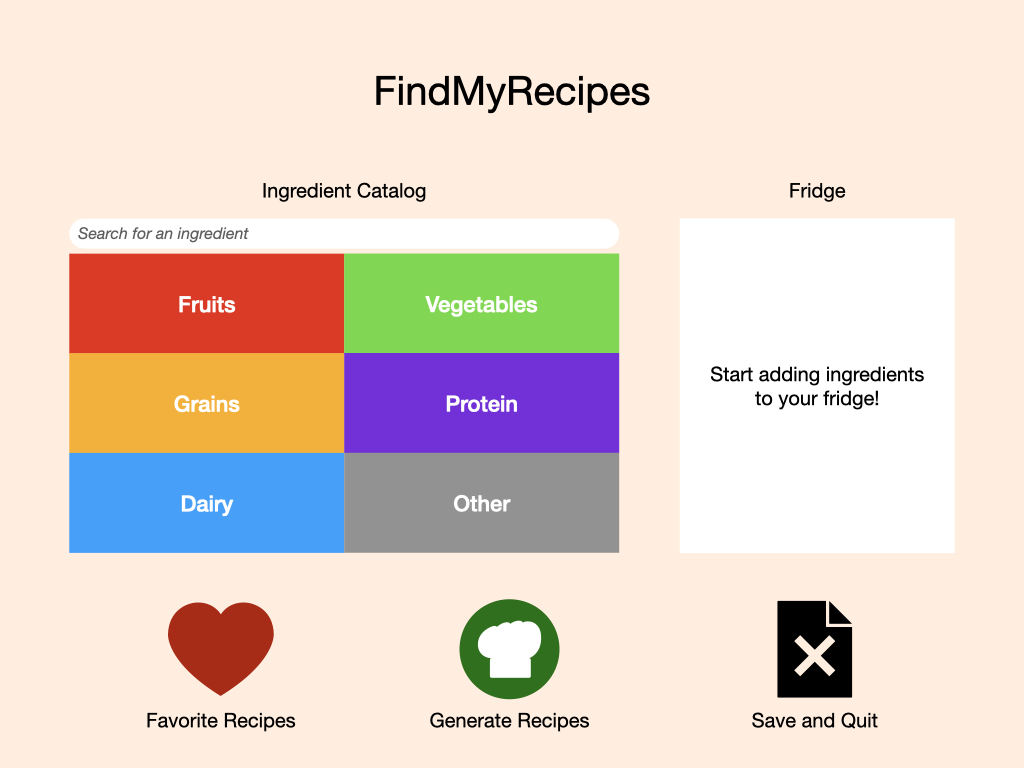 FindMyRecipes
Ingredient Catalog
Fridge
Search for an ingredient
Fruits
Vegetables
Grains
Protein
Dairy
Other
Start adding ingredients
to your fridge!
Favorite Recipes
Generate Recipes
Save and Quit